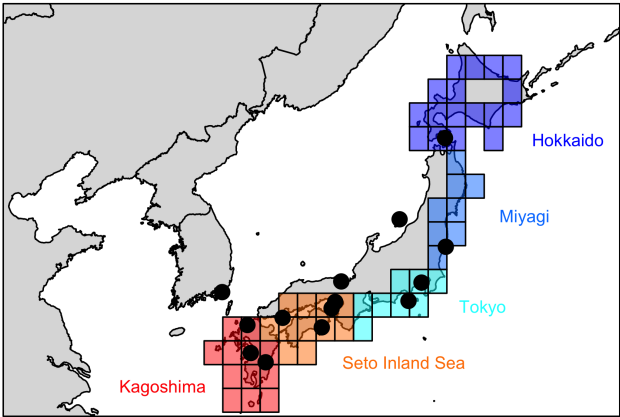 Hokkaido
Miyagi
Tokyo
Seto Inland Sea
Kagoshima